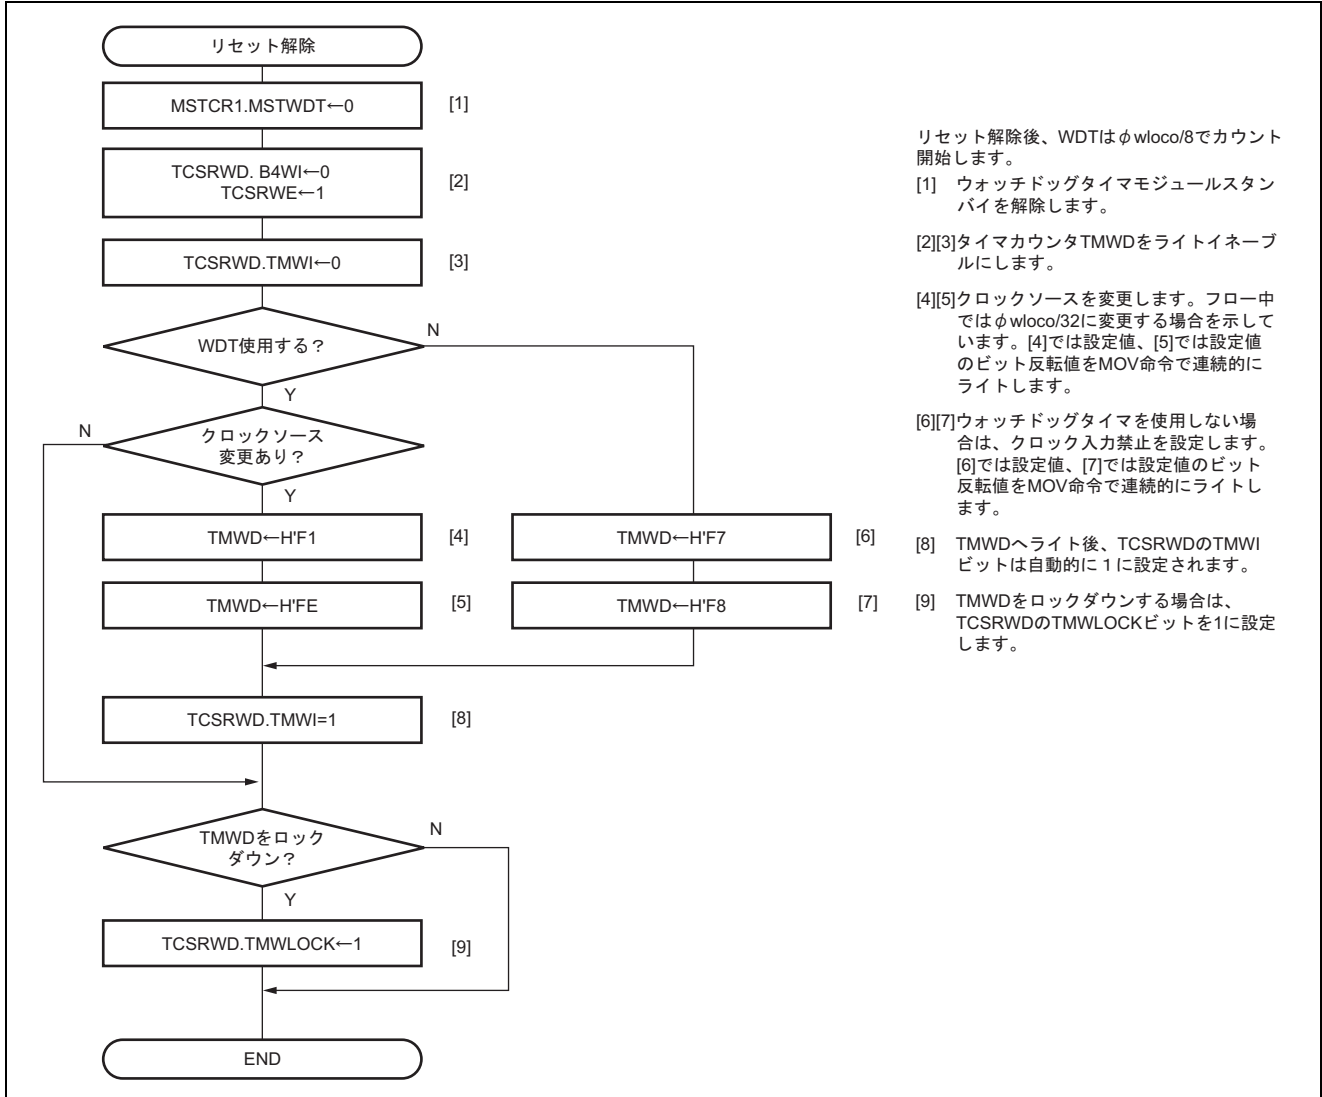 リセット解除
MSTCR1.MSTWDT←0
[1]
TCSRWD. B4WI←0
TCSRWE←1
[2]
TCSRWD.TMWI←0
[3]
WDT使用する？
N
Y
クロックソース
変更あり？
N
Y
TMWD←H'F1
[4]
TMWD←H'F7
[6]
TMWD←H'FE
[5]
TMWD←H'F8
[7]
TCSRWD.TMWI=1
[8]
TMWDをロック
ダウン？
N
Y
TCSRWD.TMWLOCK←1
[9]
END
リセット解除後、WDTはφwloco/8でカウント
開始します。
[1] ウォッチドッグタイマモジュールスタン
バイを解除します。
[2][3]タイマカウンタTMWDをライトイネーブ
ルにします。
[4][5]クロックソースを変更します。フロー中
ではφwloco/32に変更する場合を示して
います。[4]では設定値、[5]では設定値
のビット反転値をMOV命令で連続的に
ライトします。
[6][7]ウォッチドッグタイマを使用しない場
合は、クロック入力禁止を設定します。
[6]では設定値、[7]では設定値のビット
反転値をMOV命令で連続的にライトし
ます。
[8] TMWDへライト後、TCSRWDのTMWI
ビットは自動的に１に設定されます。
[9] TMWDをロックダウンする場合は、
TCSRWDのTMWLOCKビットを1に設定
します。